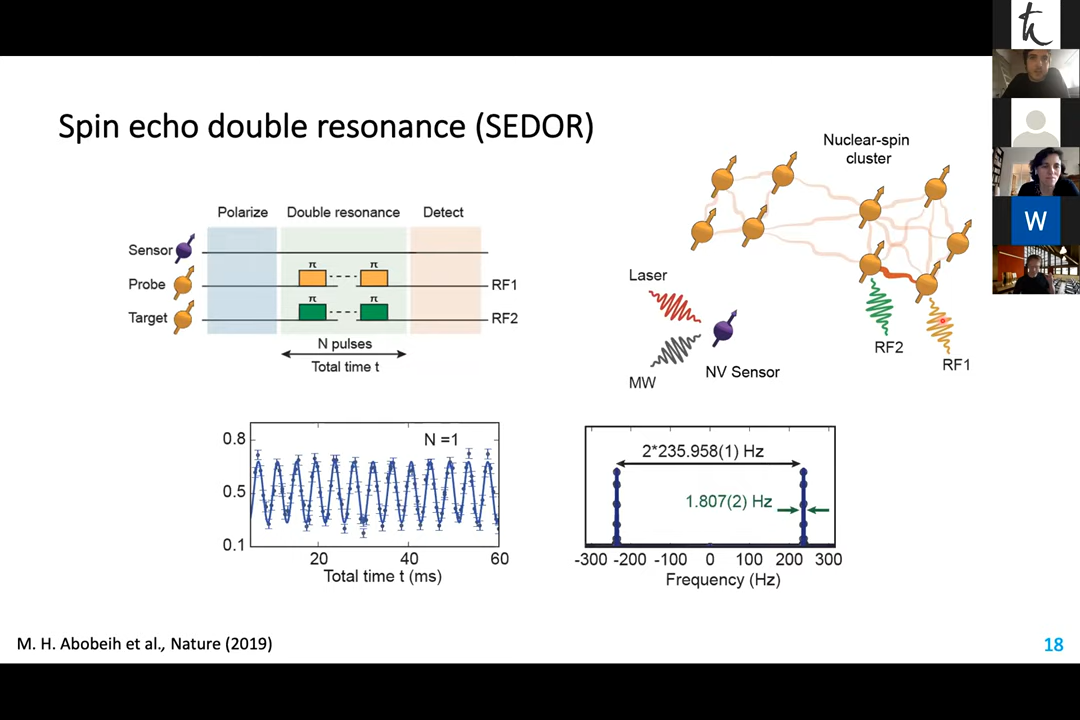 Spin echo double resonance (SEDOR)
Polarize Double resonance Detect
Sensor
Probe
Target
π π
RF1
π π
RF2
N pulses
Total time t
Nuclear-spin
cluster
Laser
MW
NV Sensor
RF2
RF1
0.8
0.5
0.1
N =1
20 40 60
Total time t (ms)
2*235.958(1) Hz
1.807(2) Hz
-300 -200 -100 0 100 200 300
Frequency (Hz)
M. H. Abobeih et al., Nature (2019)
18
W